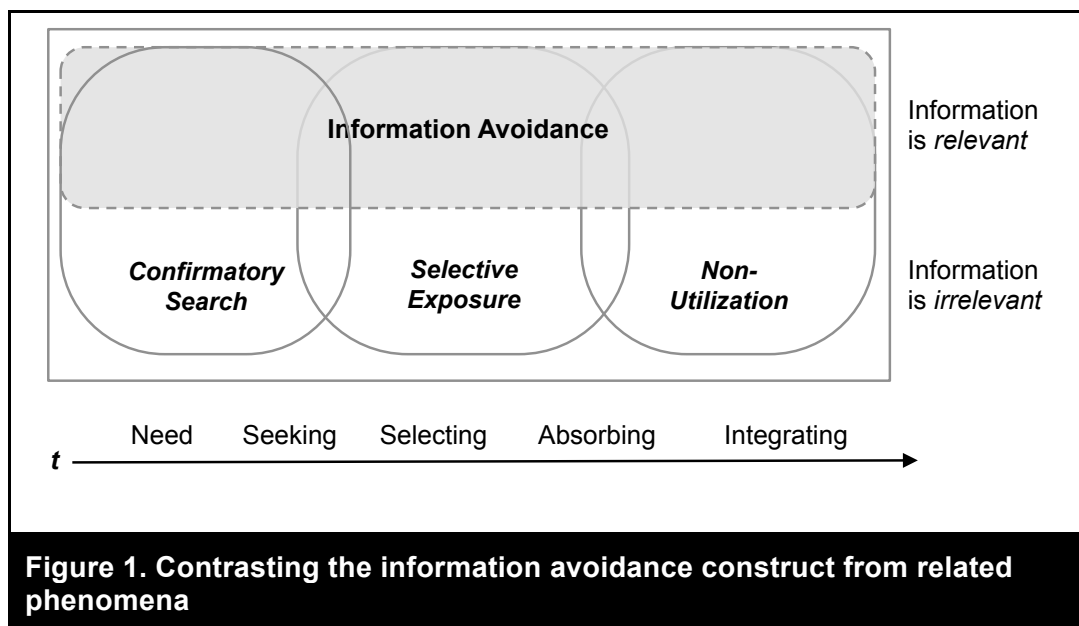 Information Avoidance
Information
is relevant
Confirmatory
Search
Selective
Exposure
Non-
Utilization
Information
is irrelevant
Need Seeking Selecting Absorbing Integrating
t
Figure 1. Contrasting the information avoidance construct from related
phenomena